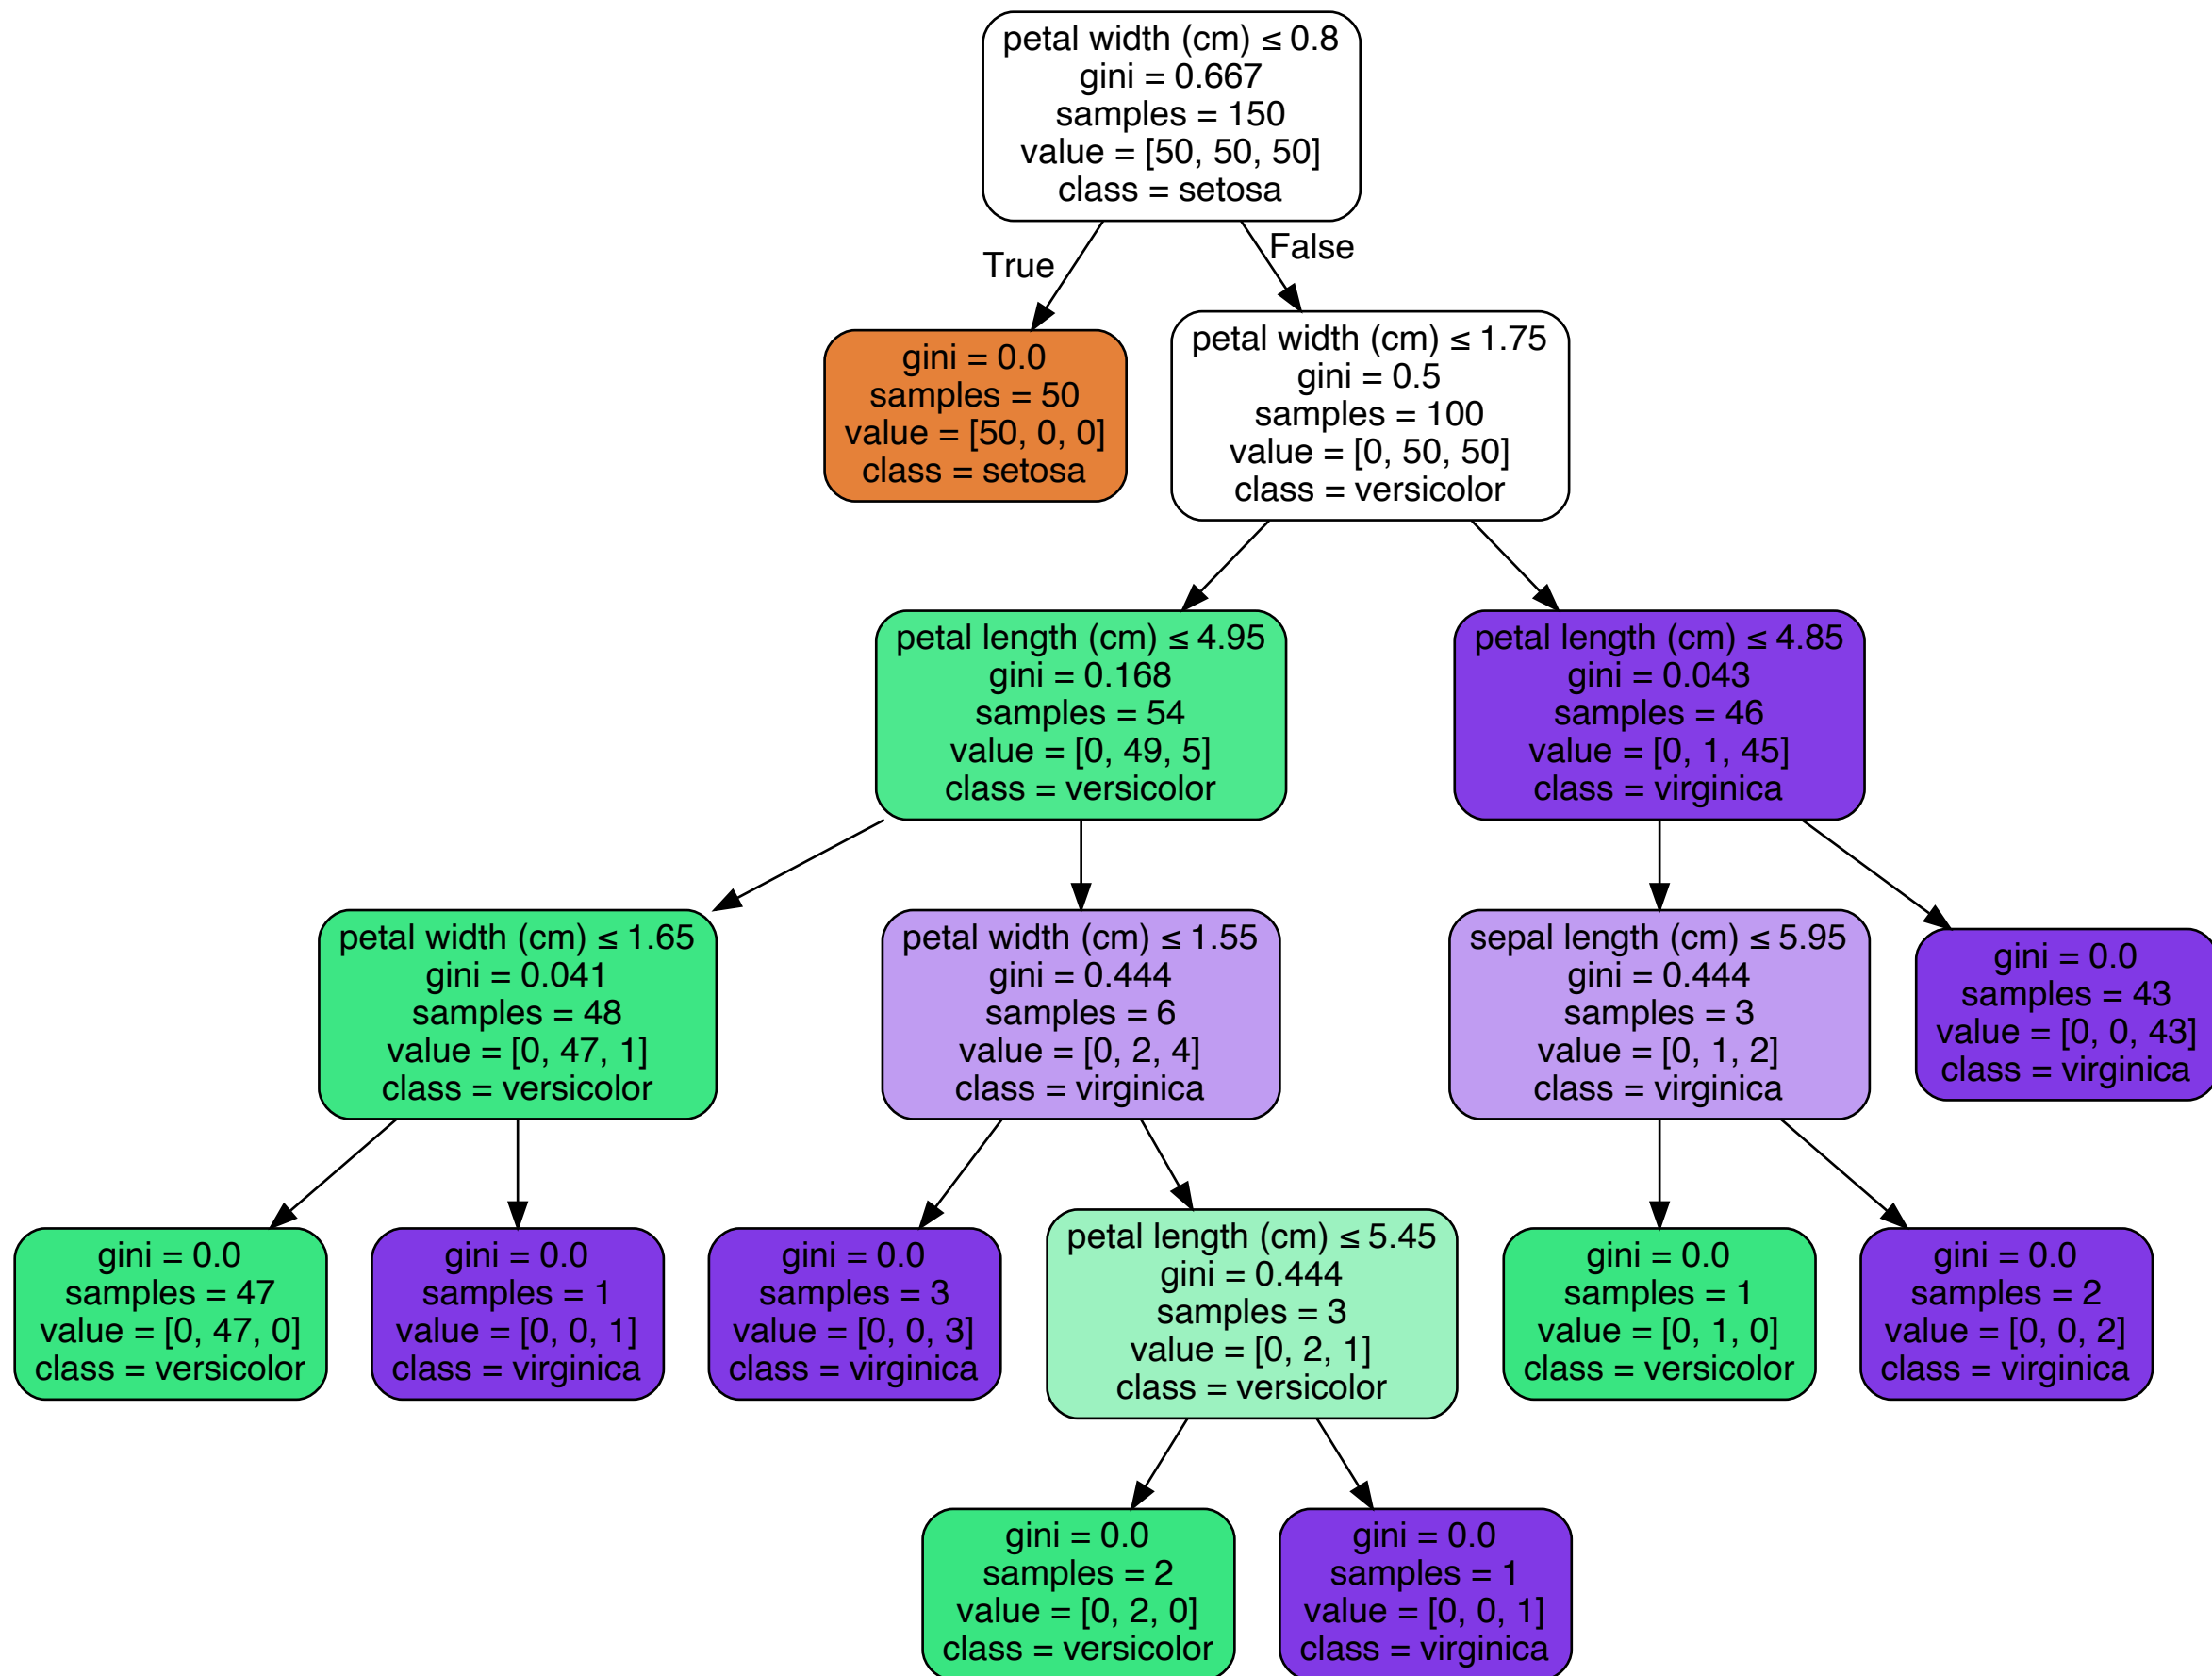 petal width (cm) ≤ 0.8
gini = 0.667
samples = 150
value = [50, 50, 50]
class = setosa
True
False
gini = 0.0
samples = 50
value = [50, 0, 0]
class = setosa
petal width (cm) ≤ 1.75
gini = 0.5
samples = 100
value = [0, 50, 50]
class = versicolor
petal length (cm) ≤ 4.95
gini = 0.168
samples = 54
value = [0, 49, 5]
class = versicolor
petal length (cm) ≤ 4.85
gini = 0.043
samples = 46
value = [0, 1, 45]
class = virginica
petal width (cm) ≤ 1.65
gini = 0.041
samples = 48
value = [0, 47, 1]
class = versicolor
petal width (cm) ≤ 1.55
gini = 0.444
samples = 6
value = [0, 2, 4]
class = virginica
sepal length (cm) ≤ 5.95
gini = 0.444
samples = 3
value = [0, 1, 2]
class = virginica
gini = 0.0
samples = 43
value = [0, 0, 43]
class = virginica
gini = 0.0
samples = 47
value = [0, 47, 0]
class = versicolor
gini = 0.0
samples = 1
value = [0, 0, 1]
class = virginica
gini = 0.0
samples = 3
value = [0, 0, 3]
class = virginica
petal length (cm) ≤ 5.45
gini = 0.444
samples = 3
value = [0, 2, 1]
class = versicolor
gini = 0.0
samples = 1
value = [0, 1, 0]
class = versicolor
gini = 0.0
samples = 2
value = [0, 0, 2]
class = virginica
gini = 0.0
samples = 2
value = [0, 2, 0]
class = versicolor
gini = 0.0
samples = 1
value = [0, 0, 1]
class = virginica